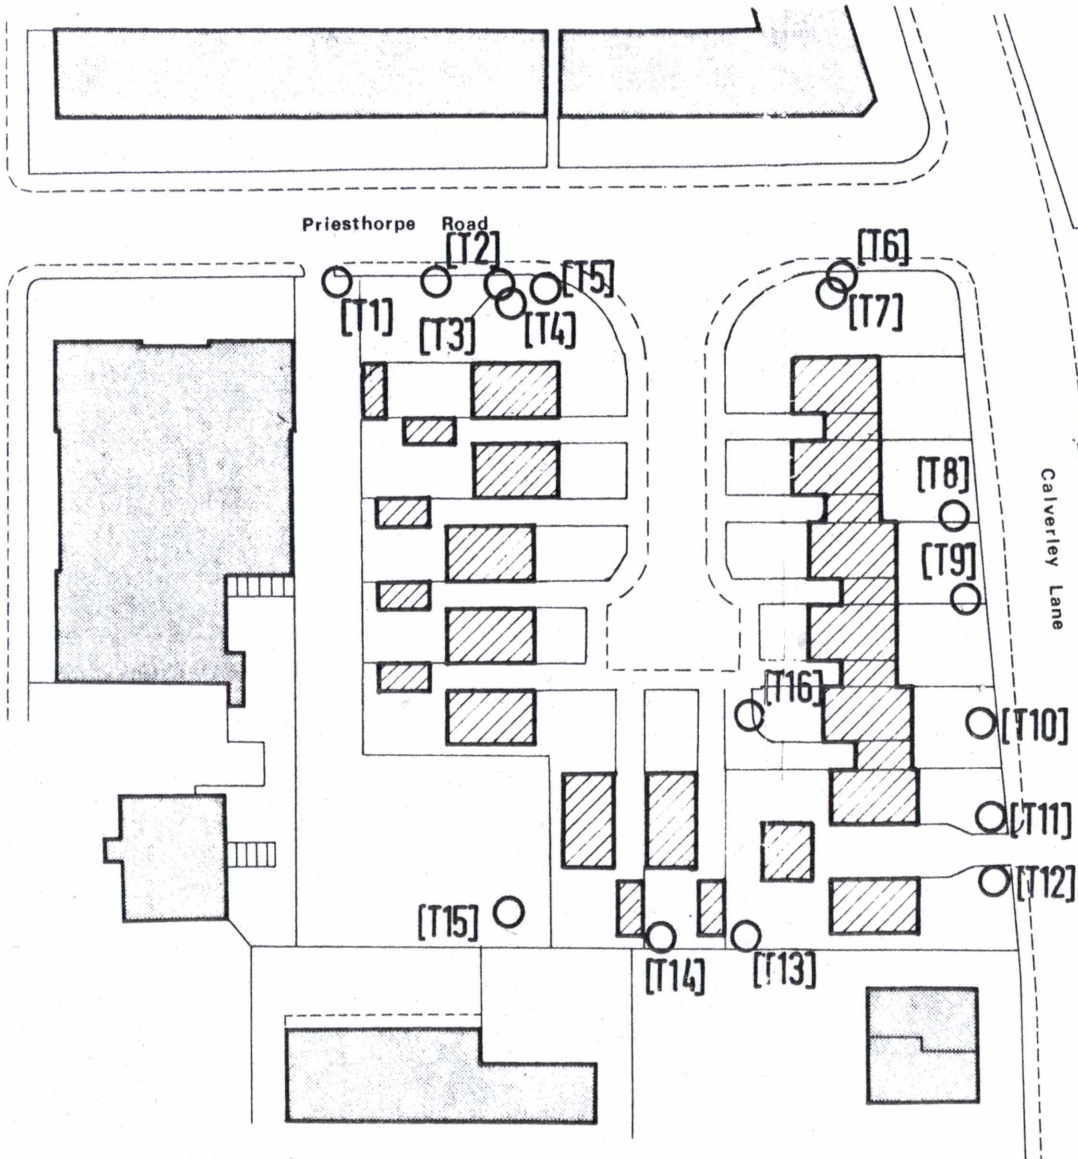 Priesthorpe Road
[T2]
[T6]
[T5]
[T1]
[T3]
[T4]
[T7]
[T8]
Calverley Lane
[T9]
[T16]
[T10]
[T11]
[T12]
[T15]
[T14]
[T13]